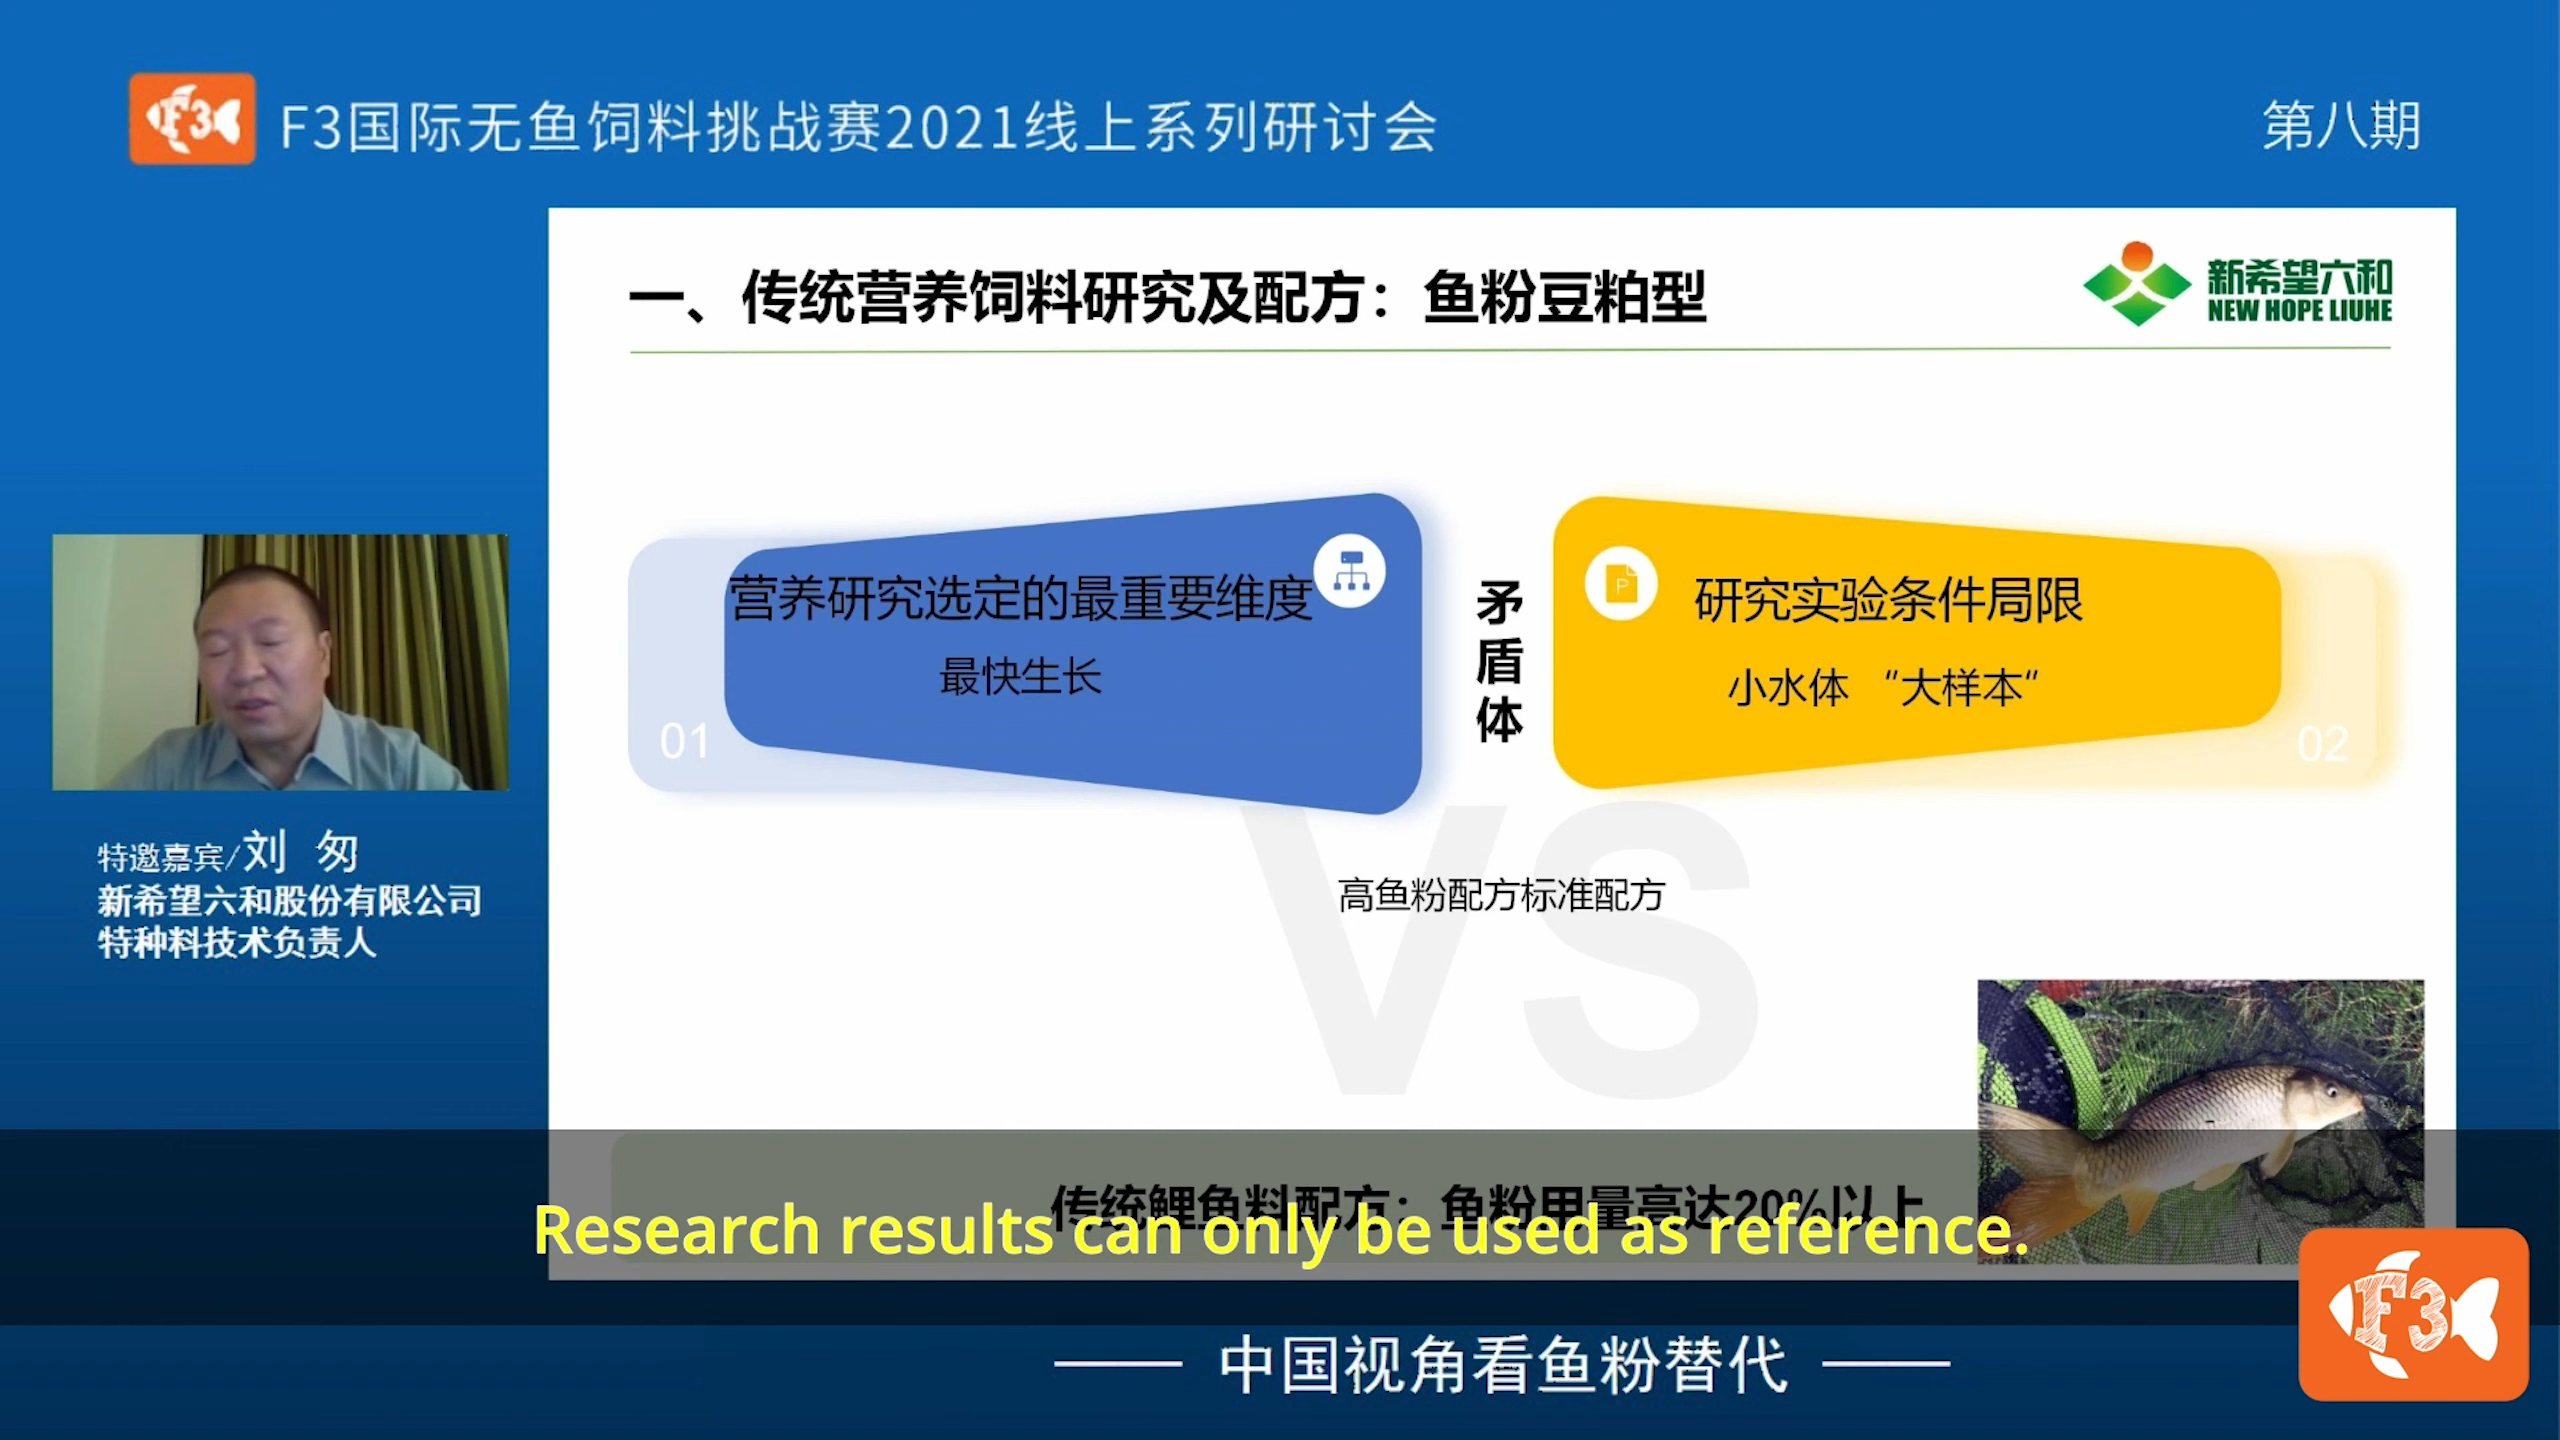 F3
F3国际无鱼饲料挑战赛2021线上系列研讨会
第八期
一、传统营养饲料研究及配方：鱼粉豆粕型
新希望六和
NEW HOPE LIUHE
营养研究选定的最重要维度
最快生长
01
矛
盾
体
P
研究实验条件局限
小水体 “大样本”
02
VS
高鱼粉配方标准配方
特邀嘉宾/刘 匆
新希望六和股份有限公司
特种料技术负责人
传统鲤鱼料配方：鱼粉用量高达20%以上
Research results can only be used as reference.
中国视角看鱼粉替代
F3